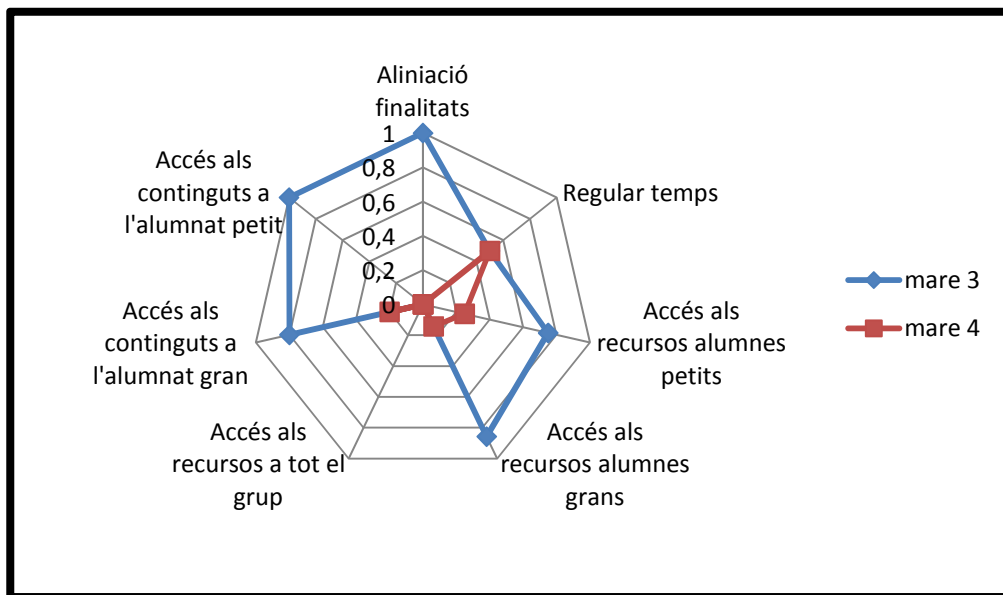 Aliniació
finalitats
1
0,8
0,6
0,4
0,2
0
Regular temps
Accés als
recursos alumnes
petits
Accés als
recursos alumnes
grans
Accés als
recursos a tot el
grup
Accés als
continguts a
l'alumnat gran
Accés als
continguts a
l'alumnat petit
mare 3
mare 4